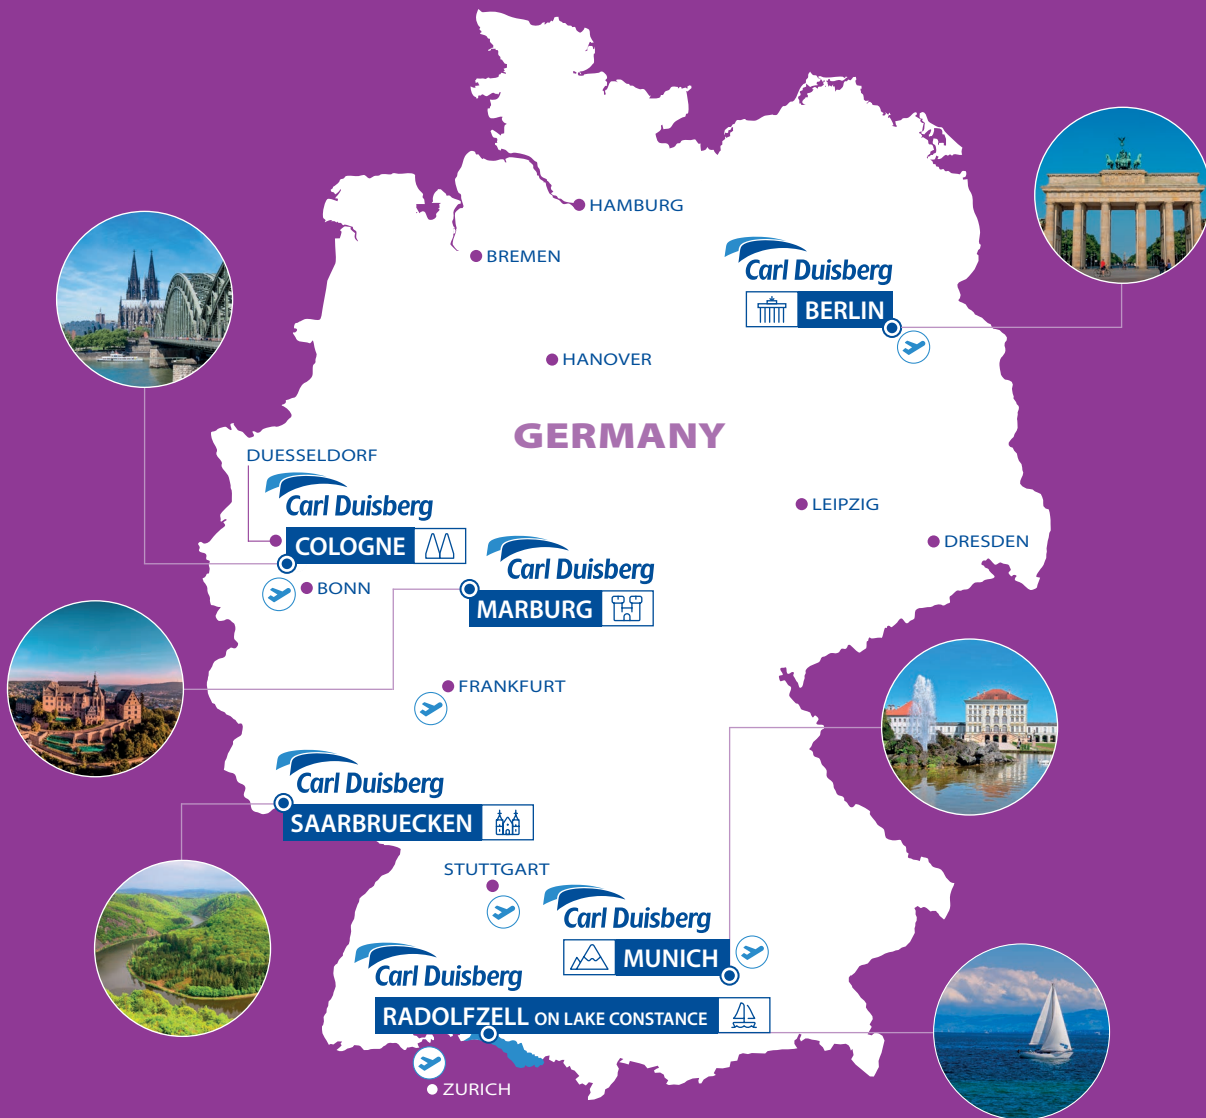 HAMBURG
BREMEN
Carl Duisberg
BERLIN
HANOVER
GERMANY
DUESSELDORF
Carl Duisberg
COLOGNE
LEIPZIG
DRESDEN
BONN
Carl Duisberg
MARBURG
FRANKFURT
Carl Duisberg
SAARBRUECKEN
STUTTGART
Carl Duisberg
MUNICH
Carl Duisberg
RADOLFZELL ON LAKE CONSTANCE
ZURICH